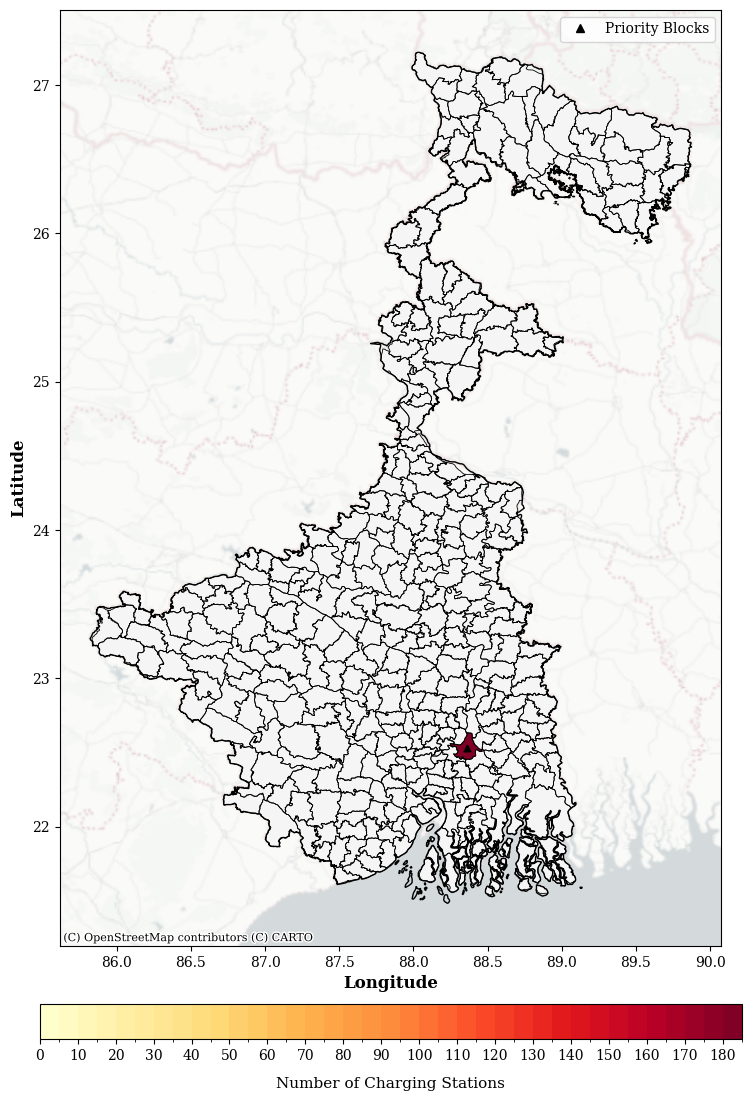 Priority Blocks
27
26
25
24
23
22
Latitude
(C) OpenStreetMap contributors (C) CARTO
86.0 86.5 87.0 87.5 88.0 88.5 89.0 89.5 90.0
Longitude
0 10 20 30 40 50 60 70 80 90 100 110 120 130 140 150 160 170 180
Number of Charging Stations